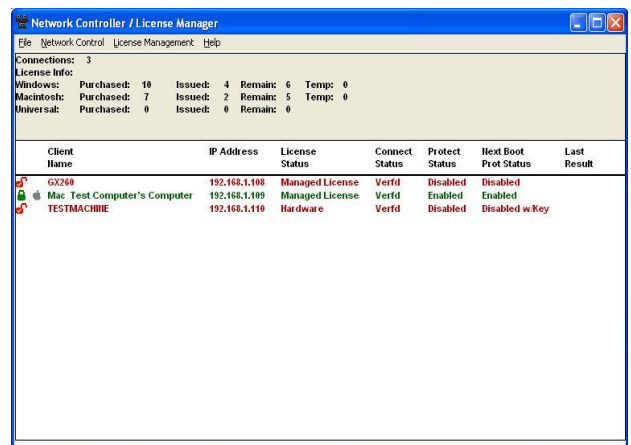 Network Controller / License Manager
File Network Control License Management Help
Connections: 3
License Info:
Windows: Purchased: 10 Issued: 4 Remain: 6 Temp: 0
Macintosh: Purchased: 7 Issued: 2 Remain: 5 Temp: 0
Universal: Purchased: 0 Issued: 0 Remain: 0
Client IP Address License Connect Protect Next Boot Last
Name Status Status Status Prot Status Result
GX260 192.168.1.108 Managed License Verfd Disabled Disabled
Mac Test Computer's Computer 192.168.1.109 Managed License Verfd Enabled Enabled
TESTMACHINE 192.168.1.110 Hardware Verfd Disabled Disabled w/Key